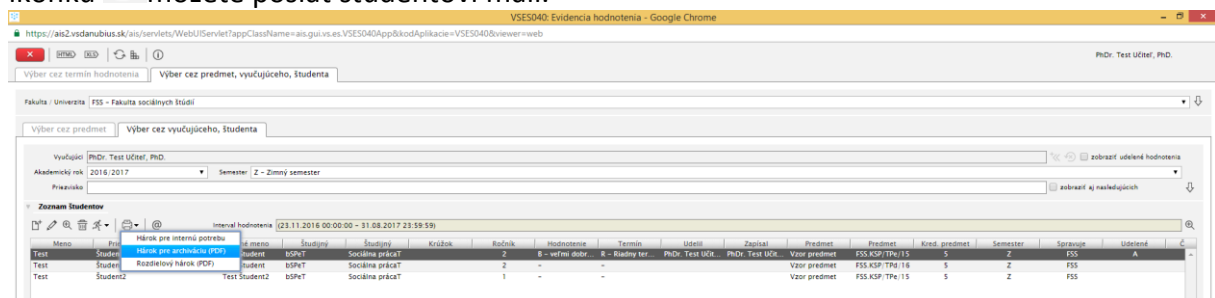 ikonku môžete poslať študentovi mail.
VSES040: Evidencia hodnotenia - Google Chrome
https://ais2.vsdanubius.sk/ais/servlets/WebUIServlet?appClassName=ais.gui.vs.es.VSES040App&kodAplikacie=VSES040&viewer=web
HTML XLS PhDr. Test Učiteľ, PhD.
Výber cez termín hodnotenia Výber cez predmet, vyučujúceho, študenta
Fakulta / Univerzita FSS – Fakulta sociálnych štúdií
Výber cez predmet Výber cez vyučujúceho, študenta
Vyučujúci PhDr. Test Učiteľ, PhD. zobraziť udelené hodnotenia
Akademický rok 2016/2017 Semester Z – Zimný semester
Priezvisko zobraziť aj nasledujúcich
Zoznam študentov
@ Interval hodnotenia (23.11.2016 00:00:00 – 31.08.2017 23:59:59)
Hárok pre internú potrebu
Hárok pre archiváciu (PDF)
Rozdielový hárok (PDF)
Meno Prie né meno Študijný Študijný Krúžok Ročník Hodnotenie Termín Udelil Zapísal Predmet Predmet Kred. predmet Semester Spravuje Udelené Č
Test Študen Študent bSPeT Sociálna prácaT 2 B – veľmi dobr... R – Riadny ter... PhDr. Test Učit... PhDr. Test Učit... Vzor predmet FSS.KSP/TPe/15 5 Z FSS A
Test Študen Študent bSPeT Sociálna prácaT 2 – – Vzor predmet FSS.KSP/TPd/16 5 Z FSS
Test Študent2 Test Študent2 bSPeT Sociálna prácaT 1 – – Vzor predmet FSS.KSP/TPe/15 5 Z FSS